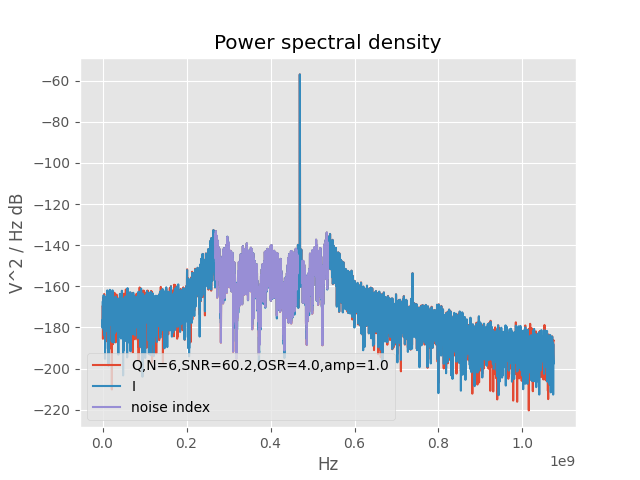 Power spectral density
V^2 / Hz dB
−60
−80
−100
−120
−140
−160
−180
−200
−220
Q,N=6,SNR=60.2,OSR=4.0,amp=1.0
I
noise index
0.0 0.2 0.4 0.6 0.8 1.0
1e9
Hz